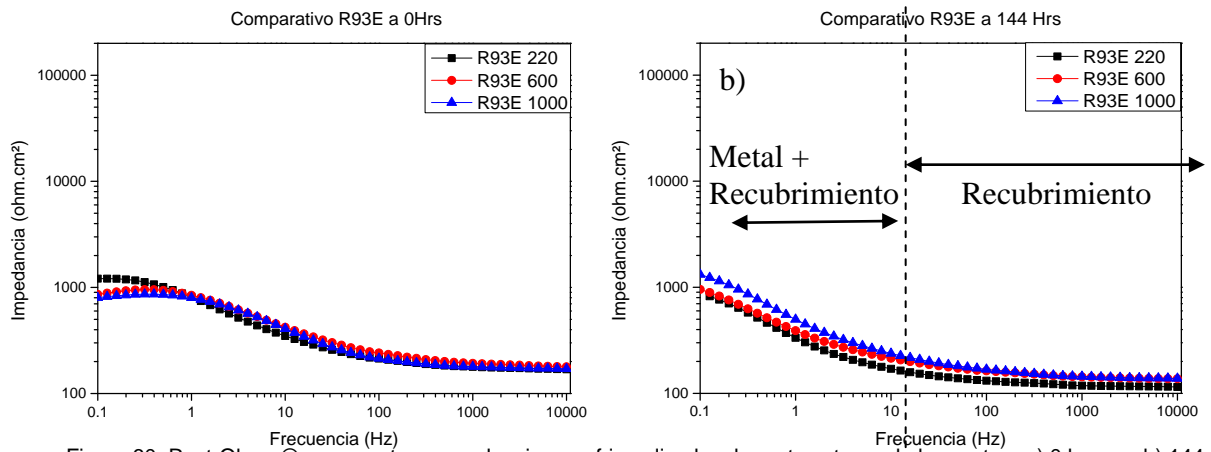 Comparativo R93E a 0Hrs
R93E 220
R93E 600
R93E 1000
100000
10000
1000
100
Impedancia (ohm.cm²)
0.1 1 10 100 1000 10000
Frecuencia (Hz)
Comparativo R93E a 144 Hrs
b)
R93E 220
R93E 600
R93E 1000
Metal +
Recubrimiento
Recubrimiento
100000
10000
1000
100
Impedancia (ohm.cm²)
0.1 1 10 100 1000 10000
Frecuencia (Hz)
144